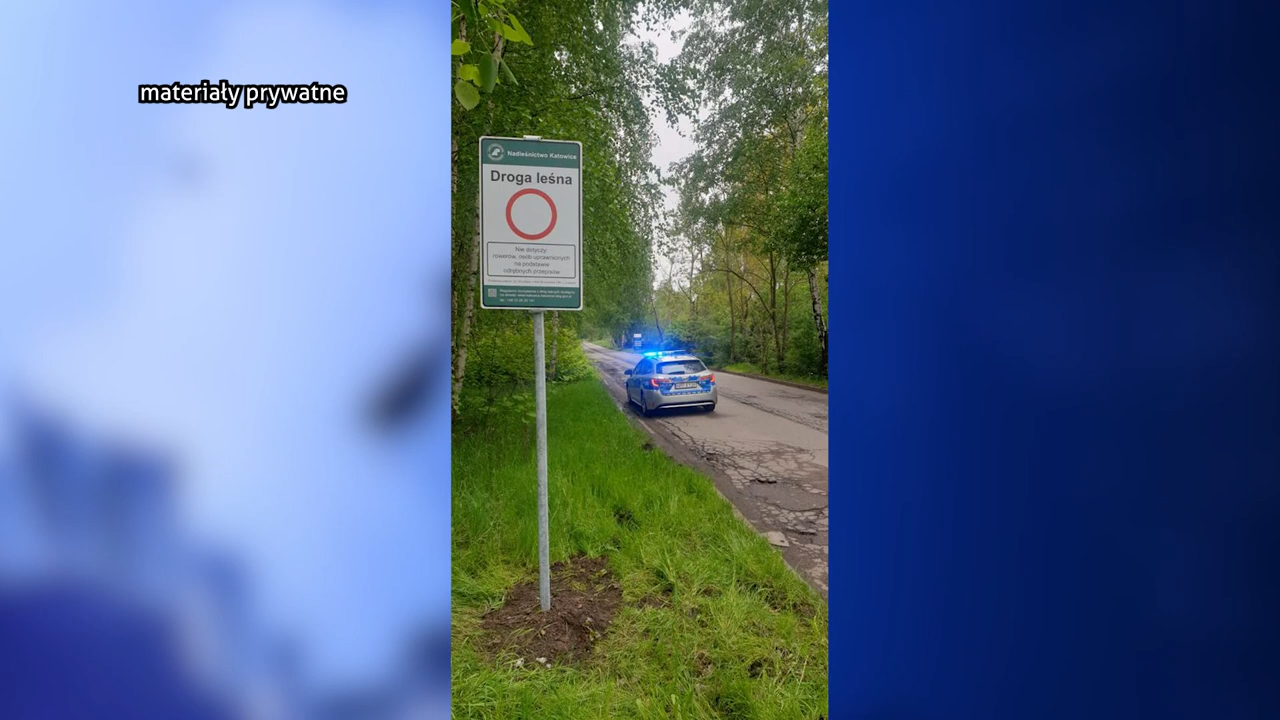 materiały prywatne
Nadleśnictwo Katowice
Droga leśna
Nie dotyczy
rowerów, osób uprawnionych
na podstawie
odrębnych przepisów